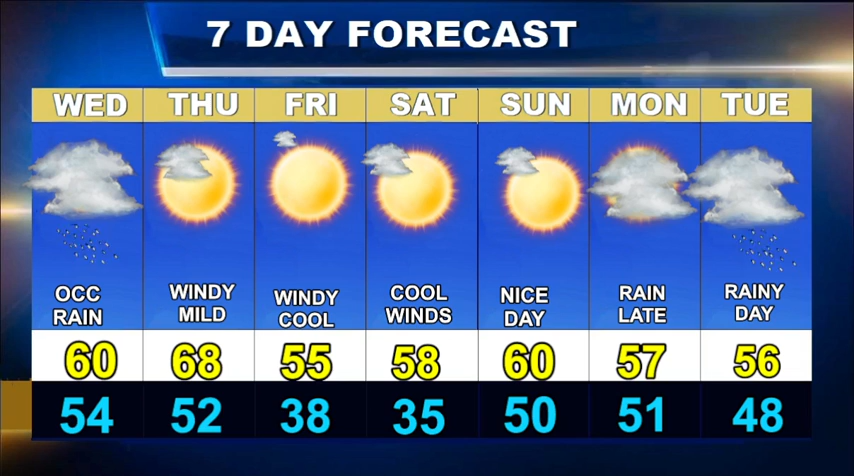 7 DAY FORECAST
WED THU FRI SAT SUN MON TUE
OCC RAIN
WINDY MILD
WINDY COOL
COOL WINDS
NICE DAY
RAIN LATE
RAINY DAY
60 68 55 58 60 57 56
54 52 38 35 50 51 48